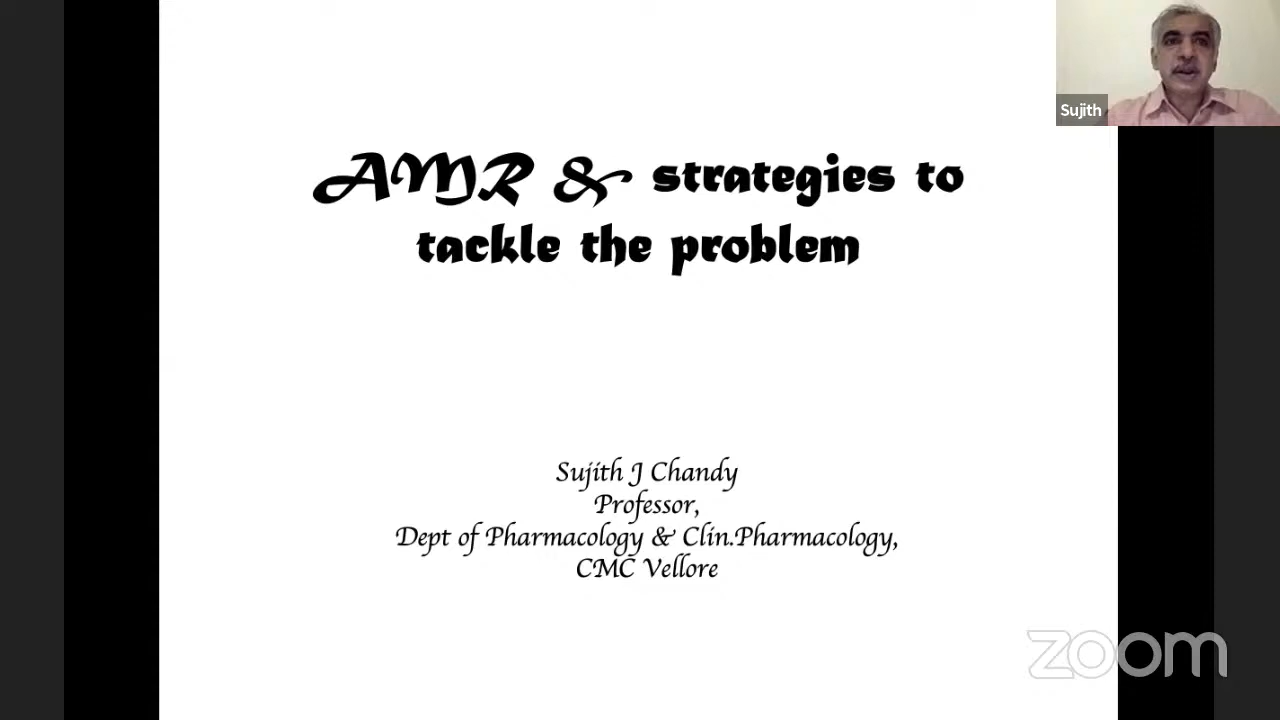 Sujith
AMR & strategies to
tackle the problem
Sujith J Chandy
Professor,
Dept of Pharmacology & Clin.Pharmacology,
CMC Vellore
zoom